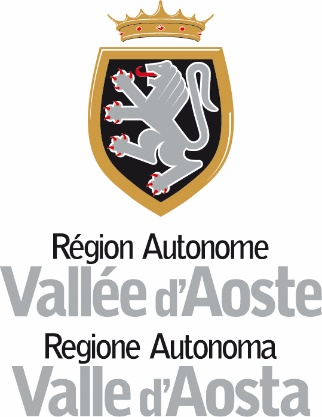 Région Autonome
Vallée d'Aoste
Regione Autonoma
Valle d'Aosta